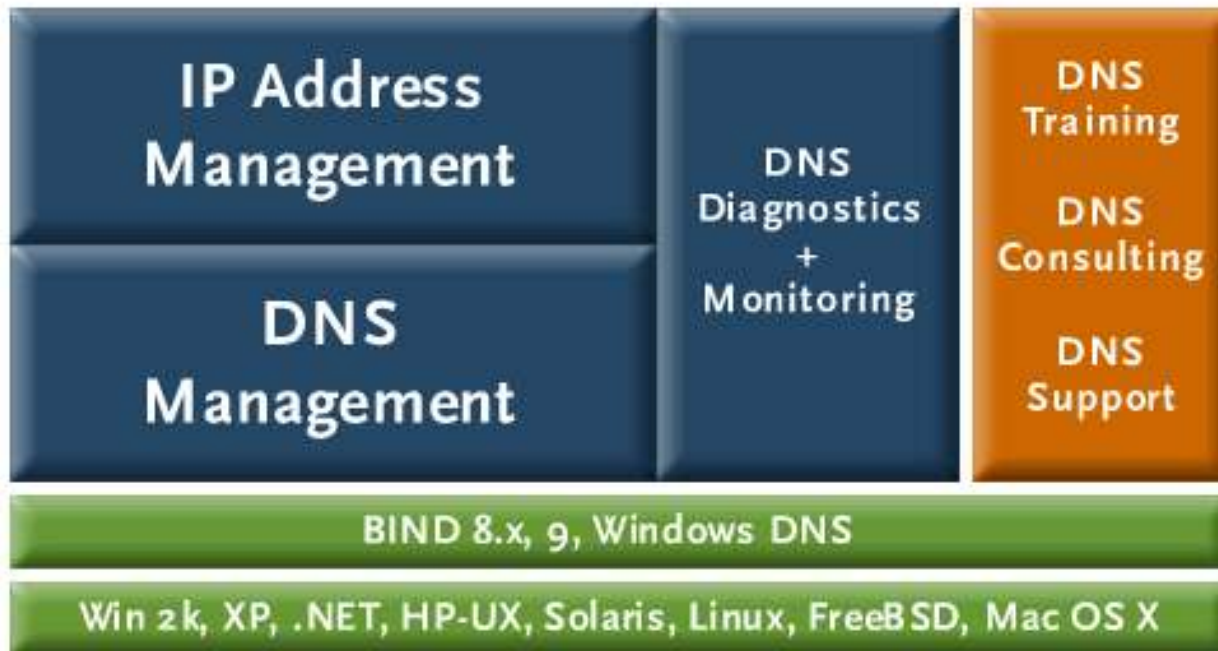 IP Address
Management
DNS
Management
DNS
Diagnostics
+
Monitoring
DNS
Training
DNS
Consulting
DNS
Support
BIND 8.x, 9, Windows DNS
Win 2k, XP, .NET, HP-UX, Solaris, Linux, FreeBSD, Mac OS X